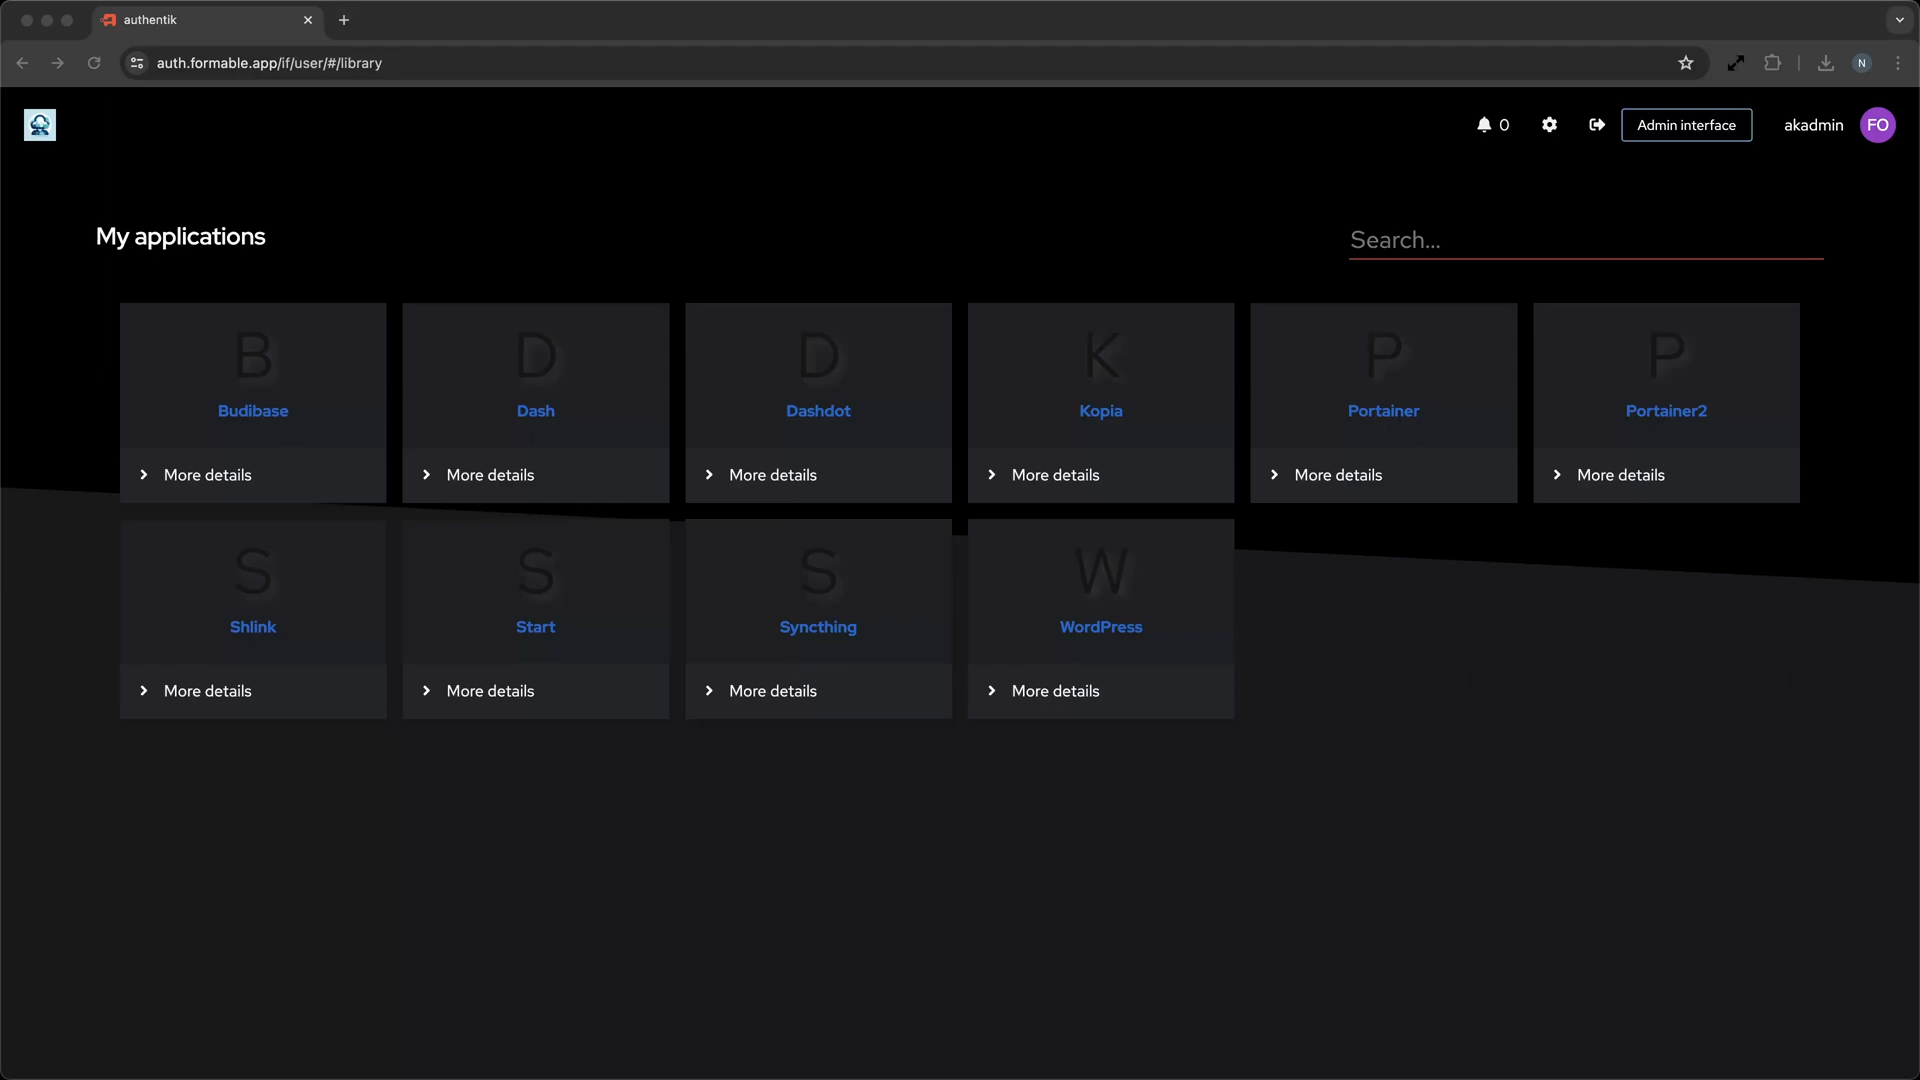 authentik
auth.formable.app/if/user/#/library
N
0
Admin interface
akadmin
FO
My applications
Search...
B
D
D
K
P
P
Budibase
Dash
Dashdot
Kopia
Portainer
Portainer2
More details
More details
More details
More details
More details
More details
S
S
S
W
Shlink
Start
Syncthing
WordPress
More details
More details
More details
More details